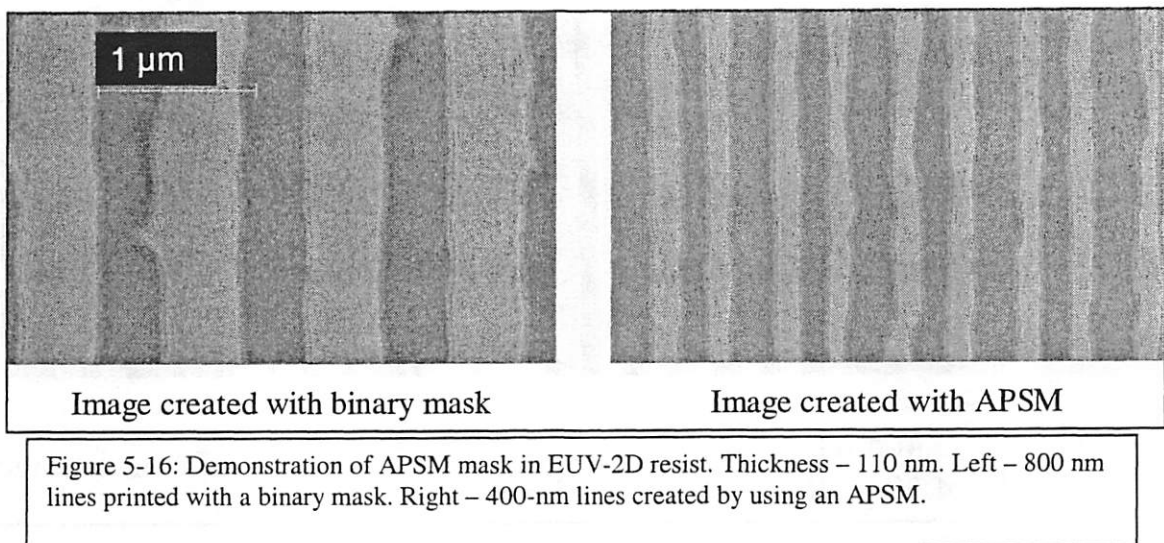 1 µm
Image created with binary mask
Image created with APSM
Figure 5-16: Demonstration of APSM mask in EUV-2D resist. Thickness – 110 nm. Left – 800 nm
lines printed with a binary mask. Right – 400-nm lines created by using an APSM.